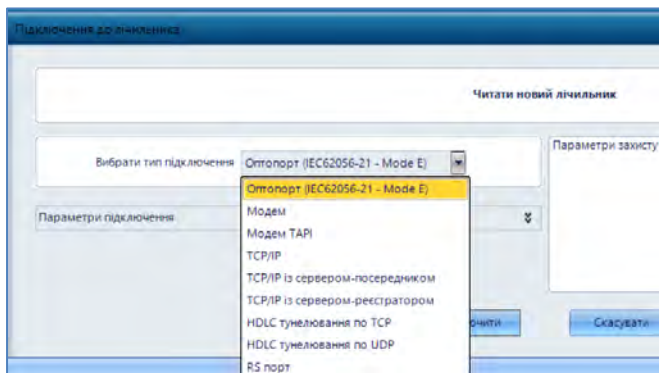 Підключення до лічильника
Читати новий лічильник
Вибрати тип підключення
Оптопорт (IEC62056-21 - Mode E)
Параметри захисту
Оптопорт (IEC62056-21 - Mode E)
Параметри підключення
Модем
Модем TAPI
TCP/IP
TCP/IP із сервером-посередником
TCP/IP із сервером-реєстратором
HDLC тунелювання по TCP
HDLC тунелювання по UDP
RS порт
Скасувати